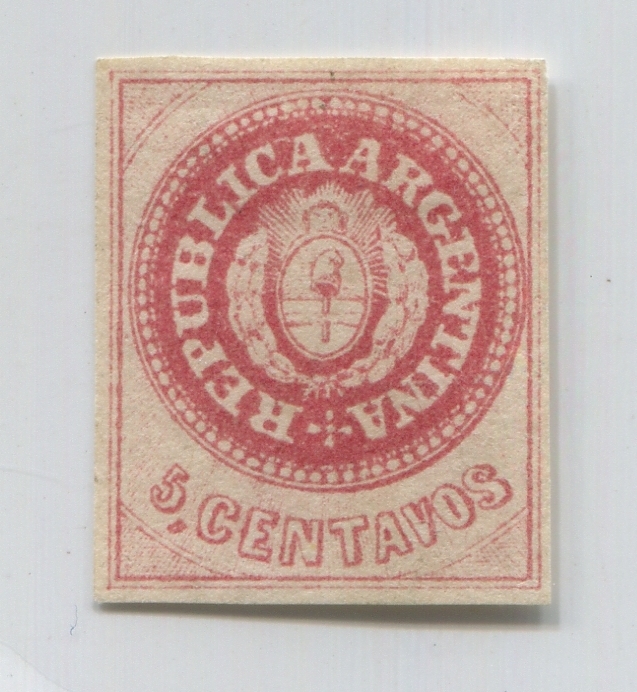 REPUBLICA ARGENTINA
5, CENTAVOS